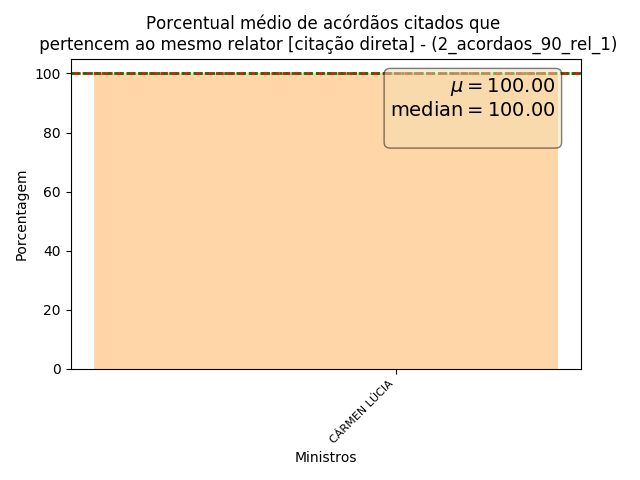 Porcentual médio de acórdãos citados que
pertencem ao mesmo relator [citação direta] - (2_acordaos_90_rel_1)
μ = 100.00
median = 100.00
Porcentagem
100
80
60
40
20
0
CÁRMEN LÚCIA
Ministros